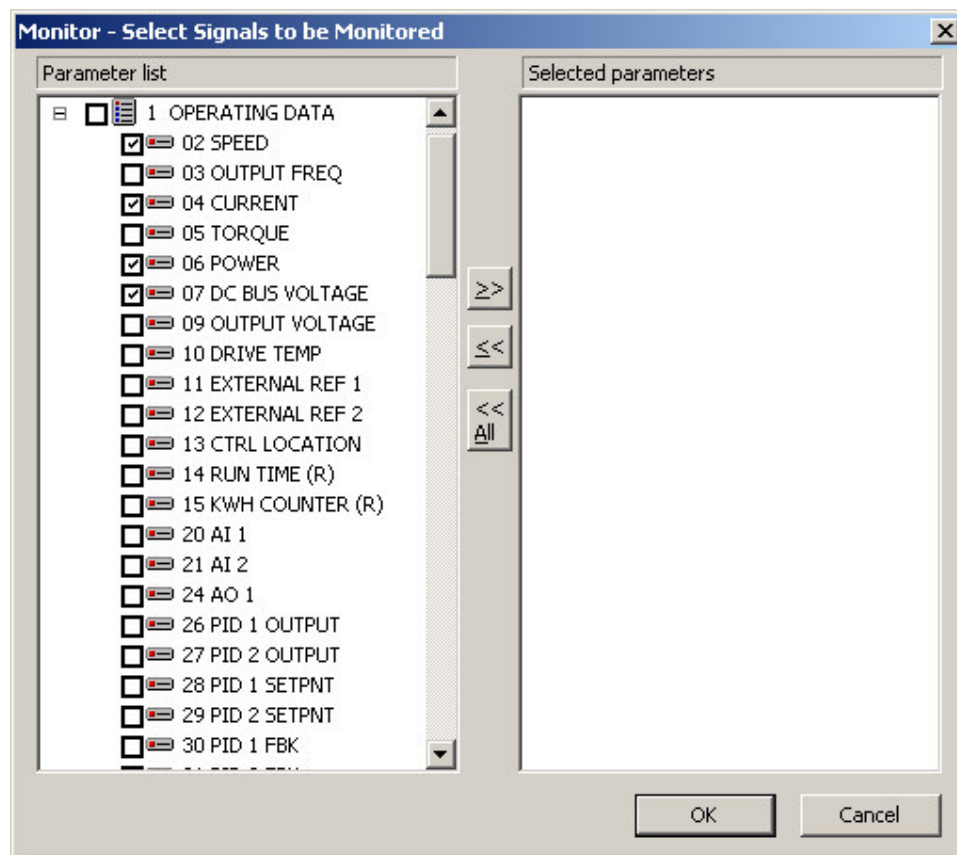 Monitor - Select Signals to be Monitored
Parameter list
Selected parameters
1 OPERATING DATA
02 SPEED
03 OUTPUT FREQ
04 CURRENT
05 TORQUE
06 POWER
07 DC BUS VOLTAGE
09 OUTPUT VOLTAGE
10 DRIVE TEMP
11 EXTERNAL REF 1
12 EXTERNAL REF 2
13 CTRL LOCATION
14 RUN TIME (R)
15 KWH COUNTER (R)
20 AI 1
21 AI 2
24 AO 1
26 PID 1 OUTPUT
27 PID 2 OUTPUT
28 PID 1 SETPNT
29 PID 2 SETPNT
30 PID 1 FBK
>>
<<
<<
All
OK
Cancel